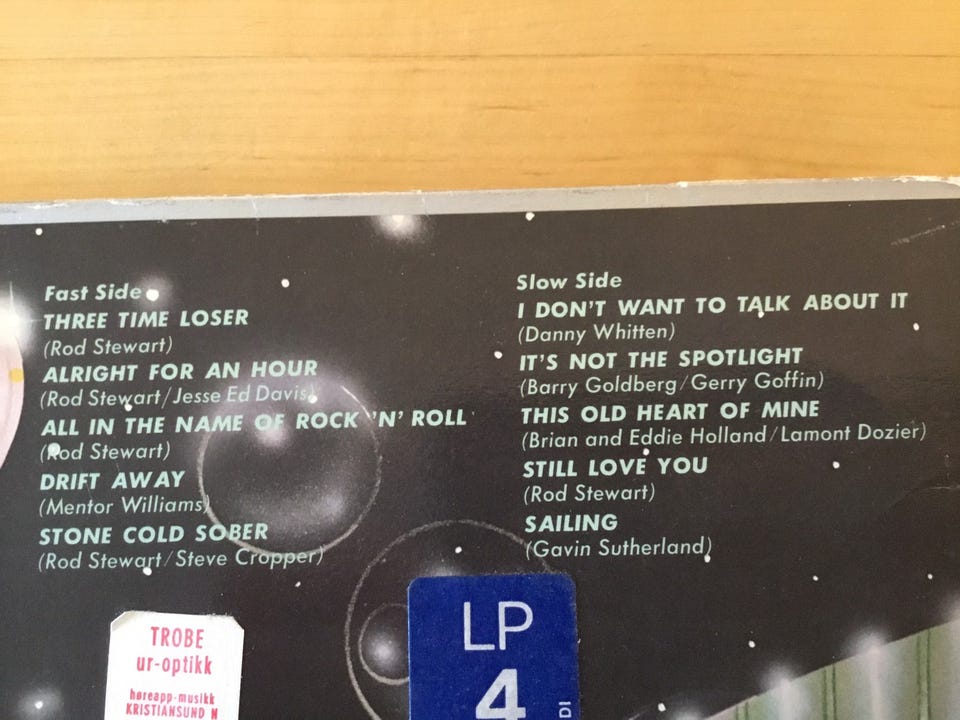 Fast Side
THREE TIME LOSER
(Rod Stewart)
ALRIGHT FOR AN HOUR
(Rod Stewart/Jesse Ed Davis)
ALL IN THE NAME OF ROCK 'N' ROLL
(Rod Stewart)
DRIFT AWAY
(Mentor Williams)
STONE COLD SOBER
(Rod Stewart/Steve Cropper)
Slow Side
I DON'T WANT TO TALK ABOUT IT
(Danny Whitten)
IT'S NOT THE SPOTLIGHT
(Barry Goldberg/Gerry Goffin)
THIS OLD HEART OF MINE
(Brian and Eddie Holland/Lamont Dozier)
STILL LOVE YOU
(Rod Stewart)
SAILING
(Gavin Sutherland)
TROBE
ur-optikk
høreapp-musikk
KRISTIANSUND N
LP
4
DI